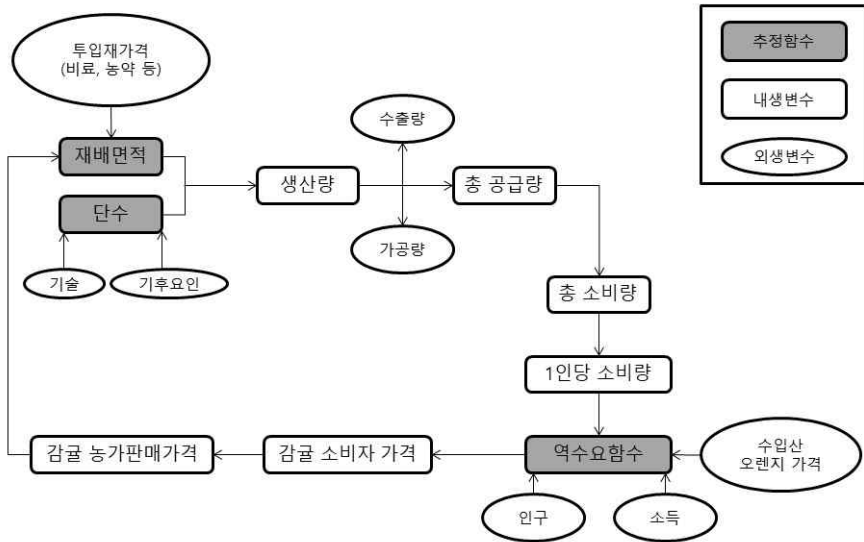 투입재가격
(비료, 농약 등)
추정함수
내생변수
외생변수
수출량
재배면적
생산량
총 공급량
단수
가공량
기술
기후요인
총 소비량
1인당 소비량
감귤 농가판매가격
감귤 소비자 가격
역수요함수
수입산
오렌지 가격
인구
소득